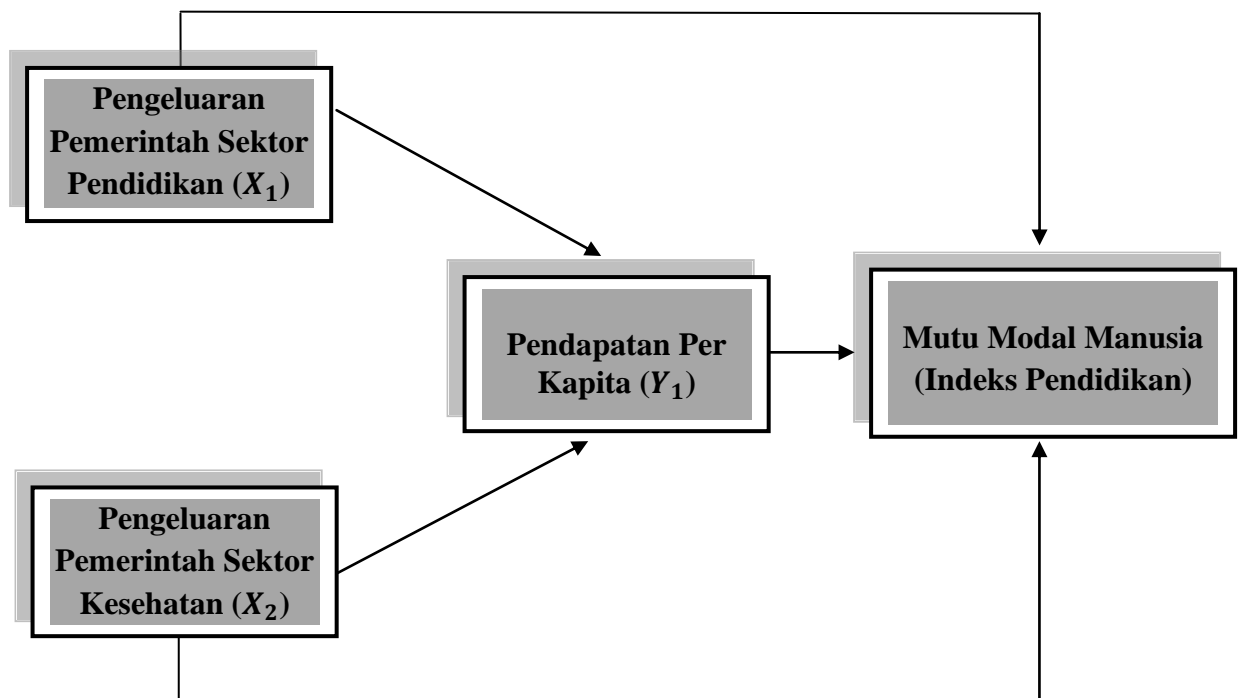 Pengeluaran
Pemerintah Sektor
Pendidikan (X₁)
Pendapatan Per
Kapita (Y₁)
Mutu Modal Manusia
(Indeks Pendidikan)
Pengeluaran
Pemerintah Sektor
Kesehatan (X₂)